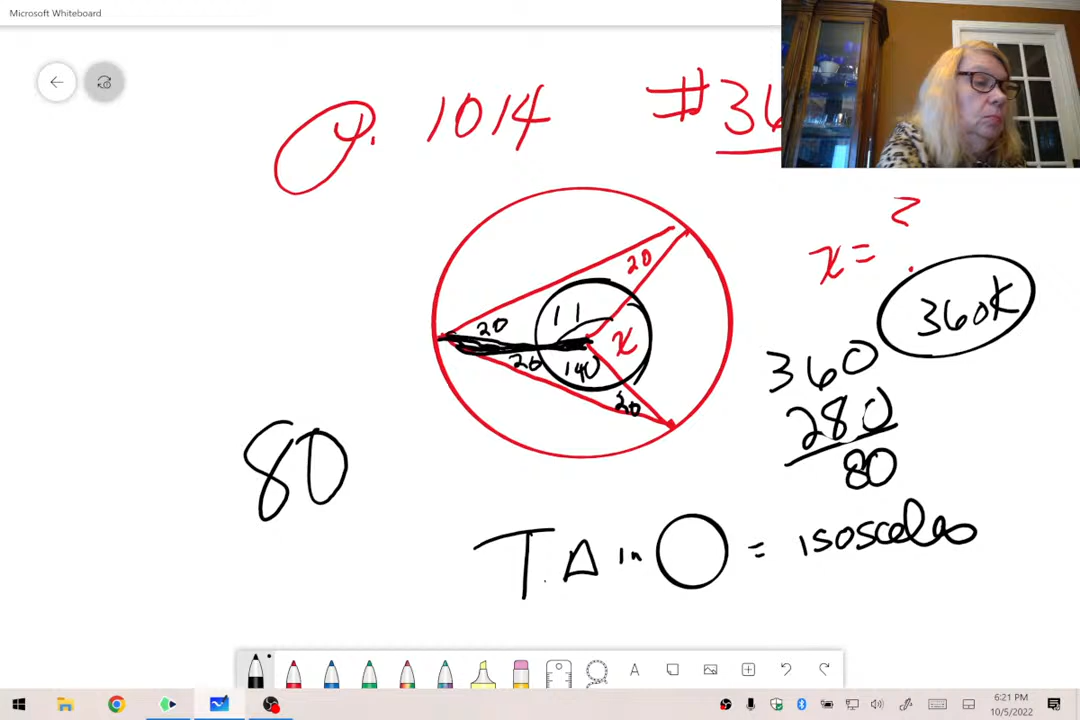 Microsoft Whiteboard
P. 1014 #36
x = ?
360K
20
20
11
x
20
140
20
360
280
80
80
T. Δ in O = isosceles
A
6:21 PM
10/5/2022